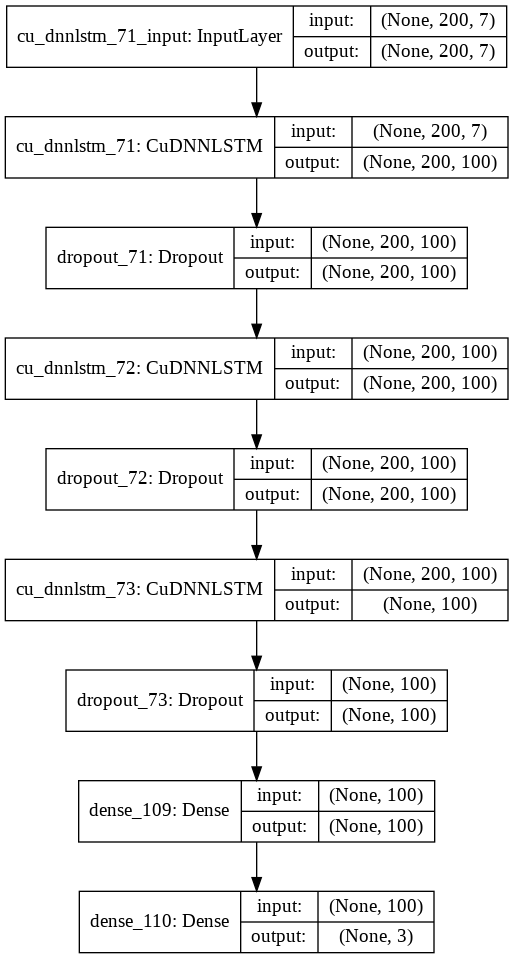 cu_dnnlstm_71_input: InputLayer input: (None, 200, 7)
output: (None, 200, 7)
cu_dnnlstm_71: CuDNNLSTM input: (None, 200, 7)
output: (None, 200, 100)
dropout_71: Dropout input: (None, 200, 100)
output: (None, 200, 100)
cu_dnnlstm_72: CuDNNLSTM input: (None, 200, 100)
output: (None, 200, 100)
dropout_72: Dropout input: (None, 200, 100)
output: (None, 200, 100)
cu_dnnlstm_73: CuDNNLSTM input: (None, 200, 100)
output: (None, 100)
dropout_73: Dropout input: (None, 100)
output: (None, 100)
dense_109: Dense input: (None, 100)
output: (None, 100)
dense_110: Dense input: (None, 100)
output: (None, 3)